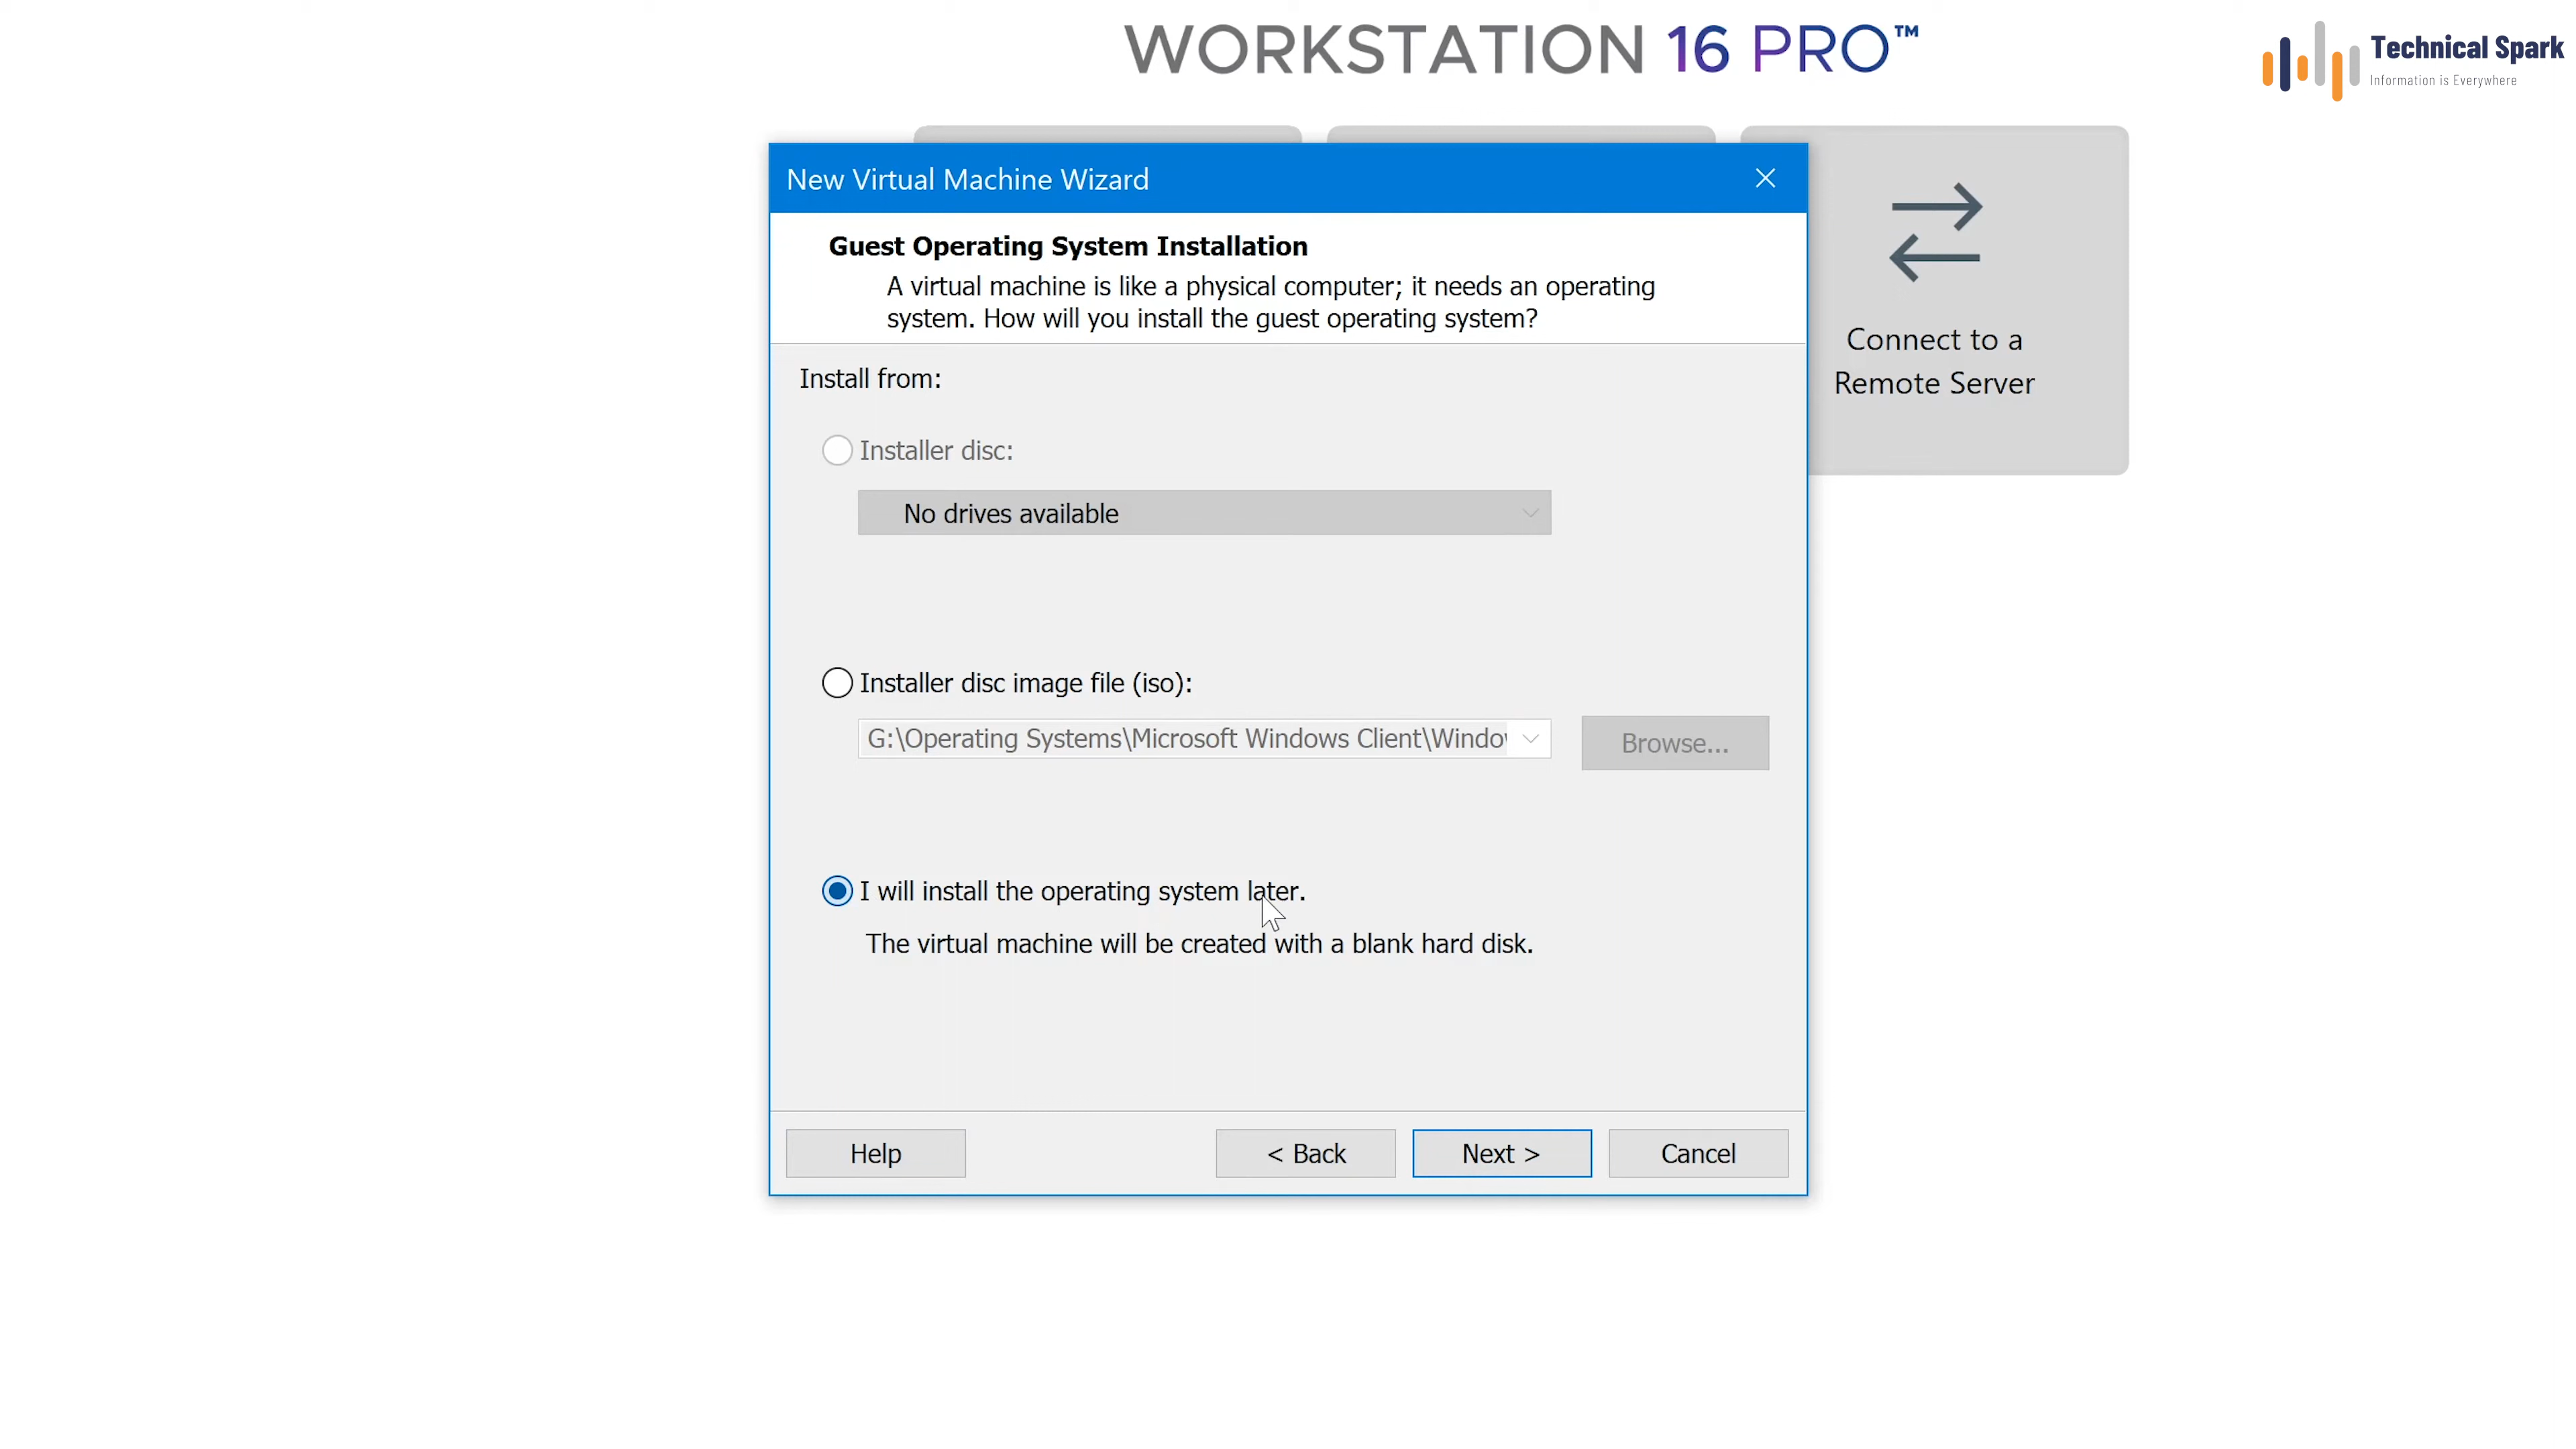 WORKSTATION 16 PRO™
Technical Spark
Information is Everywhere
New Virtual Machine Wizard
Guest Operating System Installation
A virtual machine is like a physical computer; it needs an operating
system. How will you install the guest operating system?
Connect to a
Remote Server
Install from:
Installer disc:
No drives available
Installer disc image file (iso):
G:\Operating Systems\Microsoft Windows Client\Windo
Browse...
I will install the operating system later.
The virtual machine will be created with a blank hard disk.
Help
< Back
Next >
Cancel